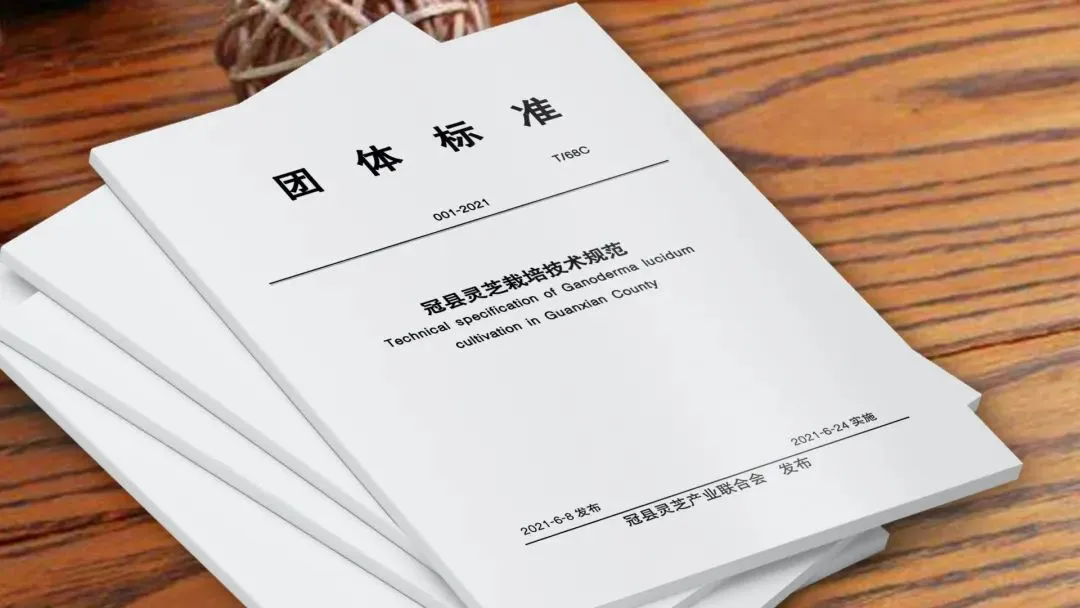 团体标准
T/68C
001-2021
冠县灵芝栽培技术规范
Technical specification of Ganoderma lucidum
cultivation in Guanxian County
2021-6-8 发布
2021-6-24 实施
冠县灵芝产业联合会 发布